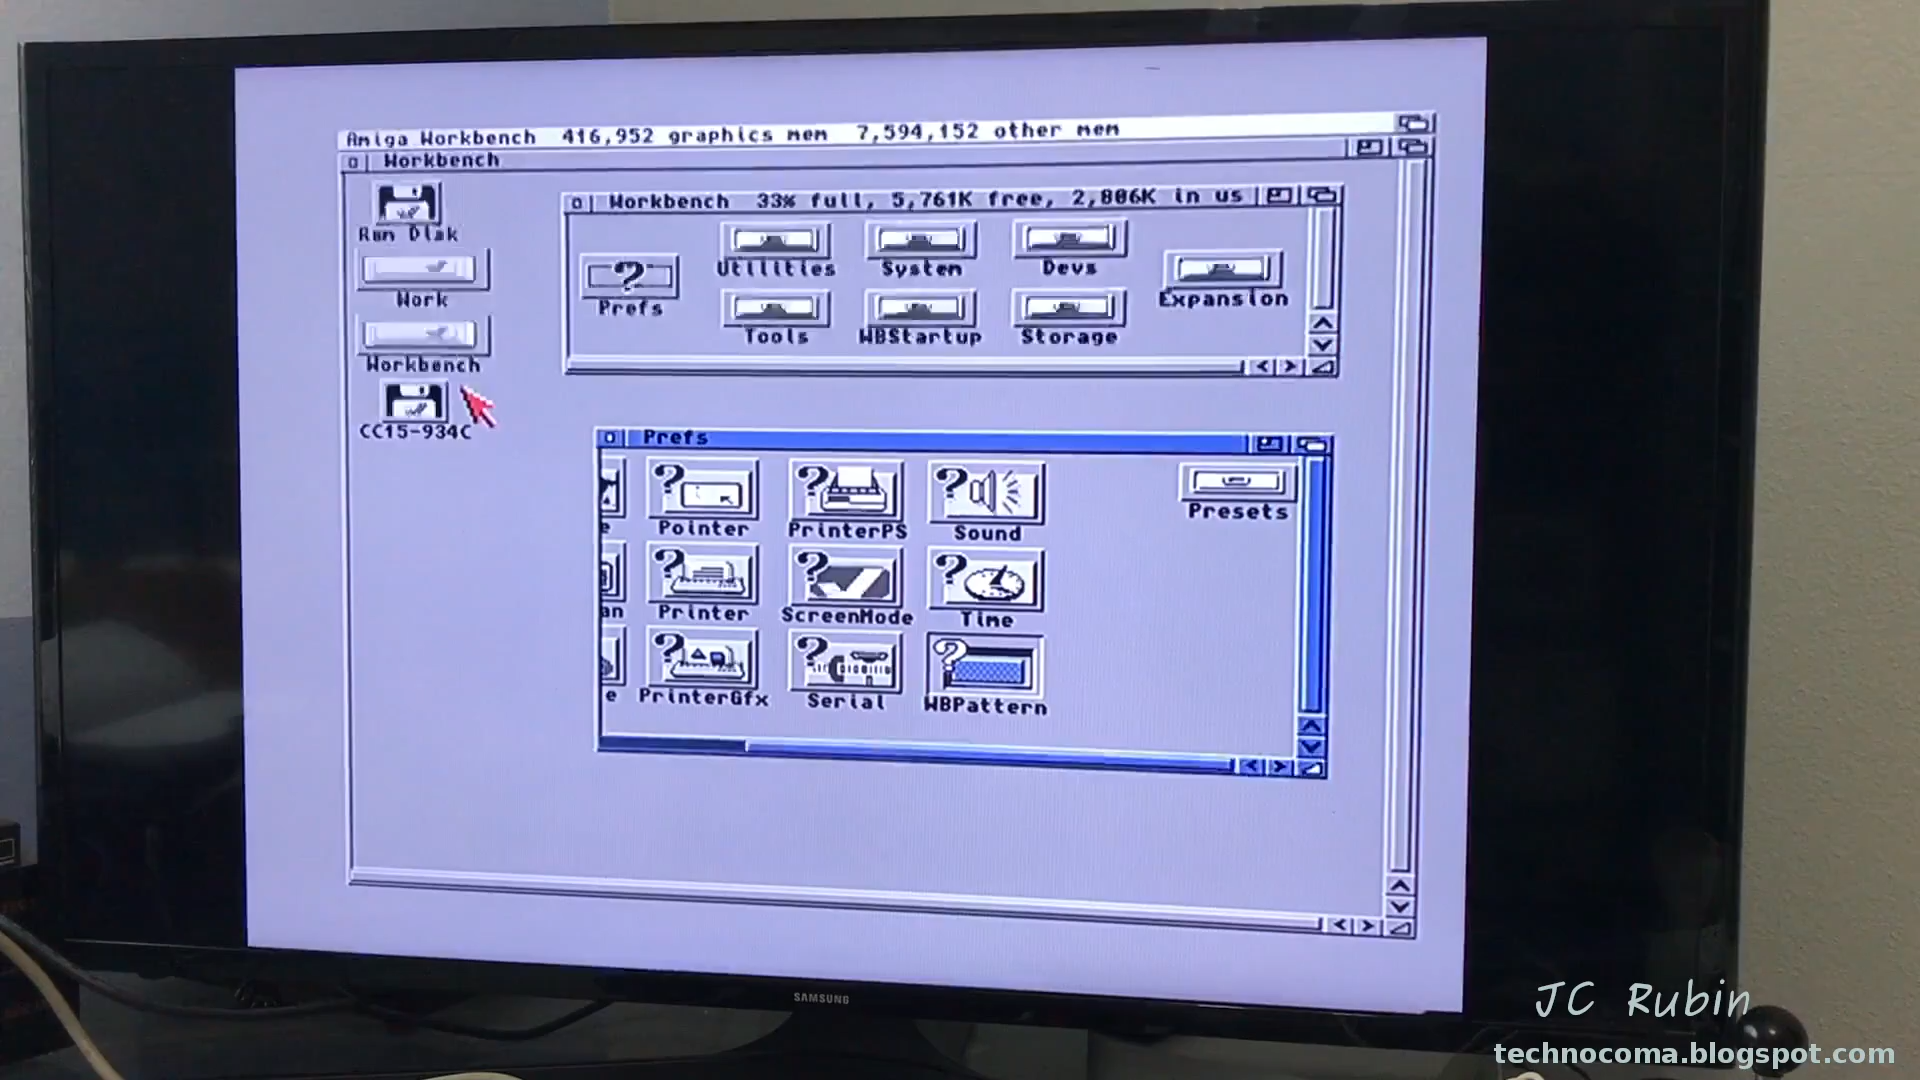 Amiga Workbench 416,952 graphics mem 7,594,152 other mem
Workbench
Ram Disk
Work
Workbench
CC15-934C
Workbench 33% full, 5,761K free, 2,806K in us
Prefs
Utilities
System
Devs
Expansion
Tools
WBStartup
Storage
Prefs
e
Pointer
PrinterPS
Sound
Presets
an
Printer
ScreenMode
Time
e
PrinterGfx
Serial
WBPattern
SAMSUNG
JC Rubin
technocoma.blogspot.com